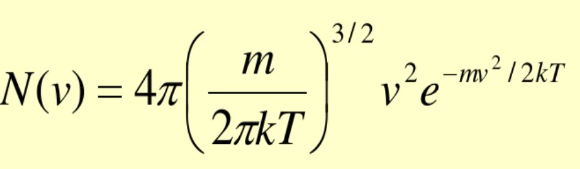 N(v) = 4π(m/2πkT)^{3/2} v^2 e^{-mv^2/2kT}